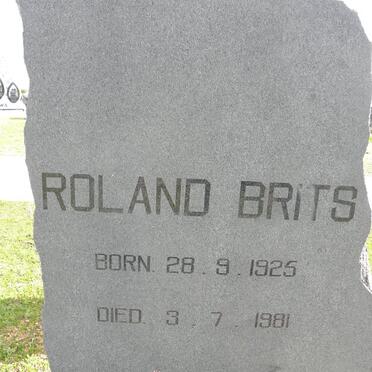 ROLAND BRITS
BORN. 28 . 9 . 1925
DIED. 3 . 7 . 1981